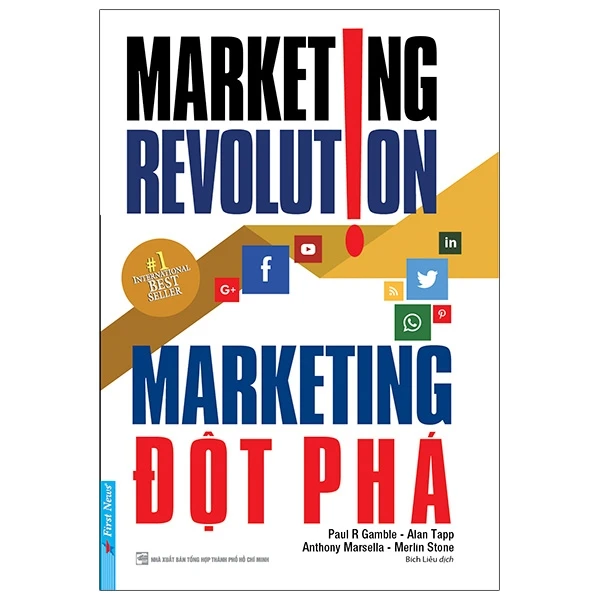 MARKET!NG
REVOLUT!ON
#1
INTERNATIONAL
BEST
SELLER
G+
f
in
P
MARKETING
ĐỘT PHÁ
Paul R Gamble - Alan Tapp
Anthony Marsella - Merlin Stone
Bích Liễu dịch
First News
NHÀ XUẤT BẢN TỔNG HỢP THÀNH PHỐ HỒ CHÍ MINH